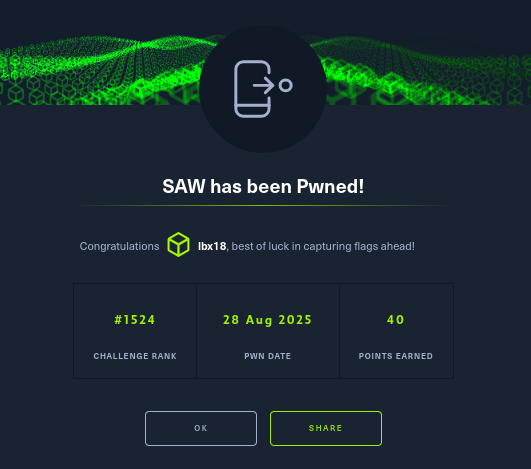 SAW has been Pwned!
Congratulations lbx18, best of luck in capturing flags ahead!
#1524 28 Aug 2025 40
CHALLENGE RANK PWN DATE POINTS EARNED
OK SHARE